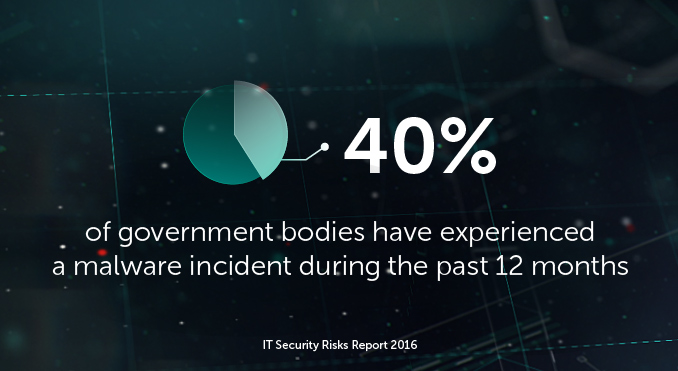 40%
of government bodies have experienced
a malware incident during the past 12 months
IT Security Risks Report 2016